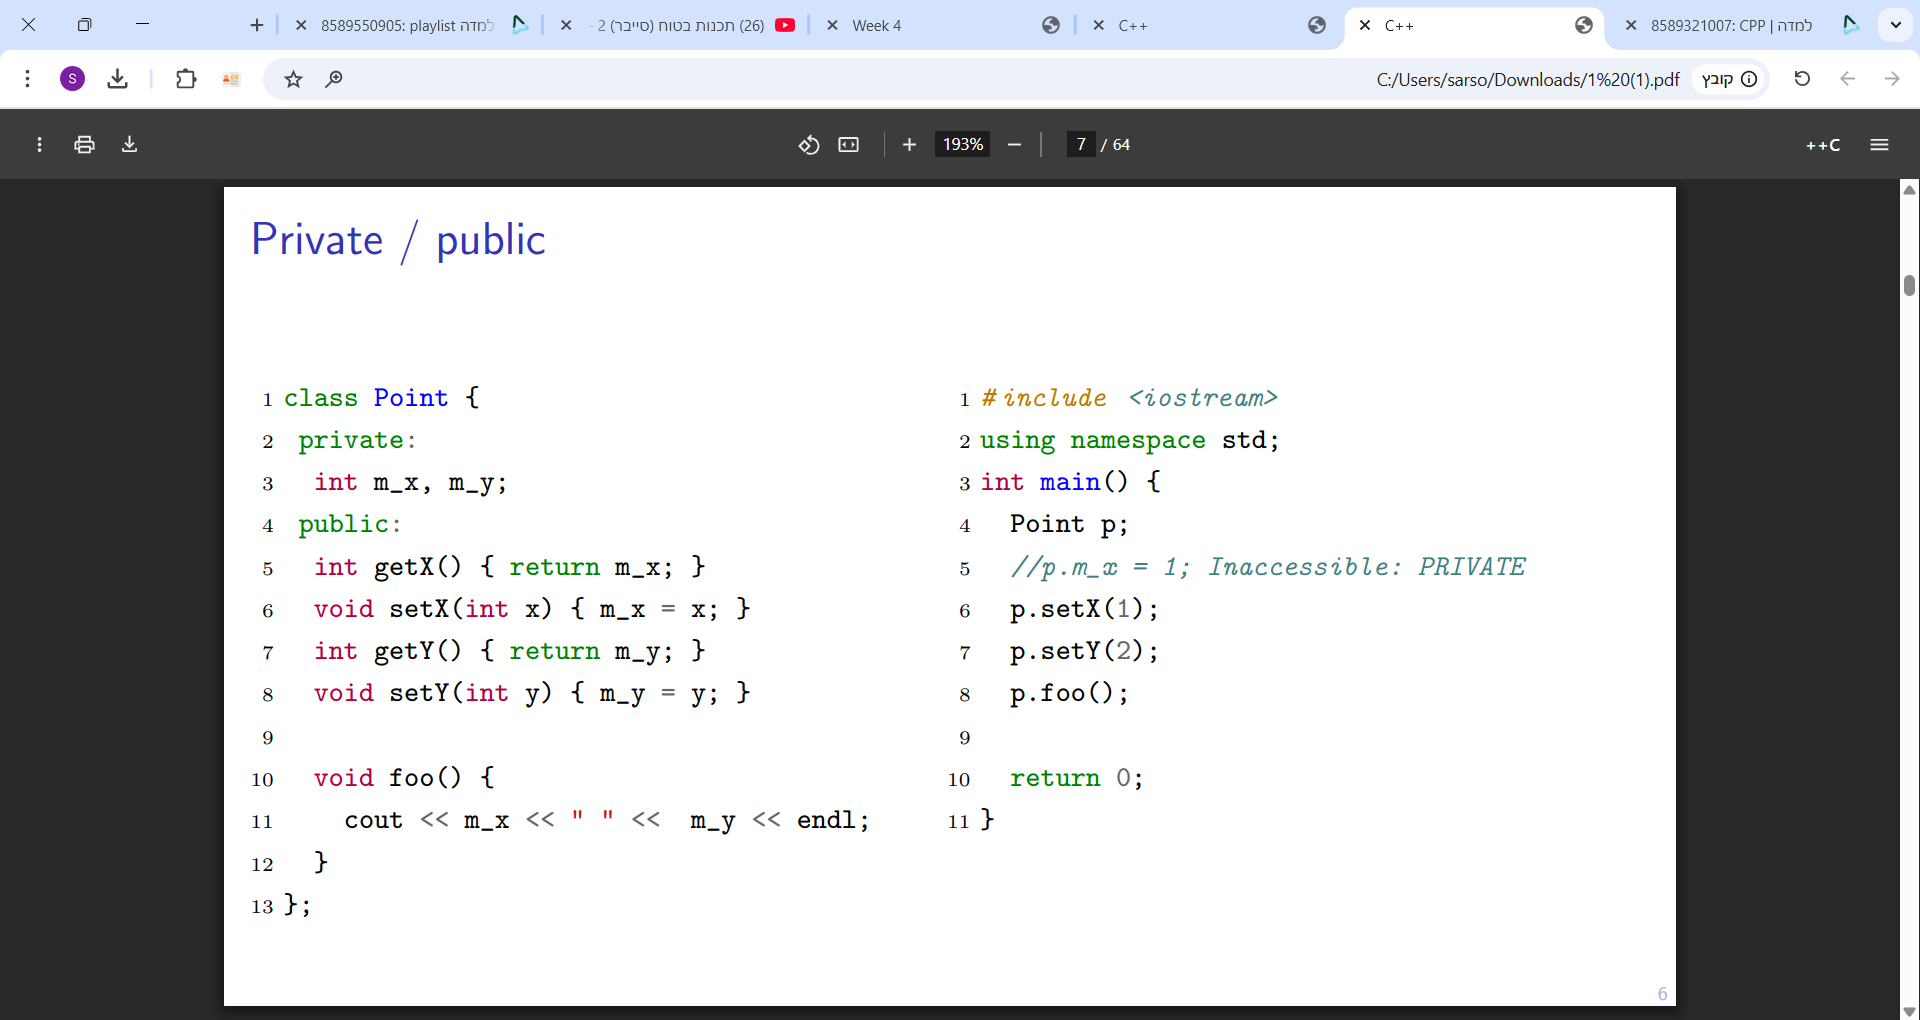 8589550905: playlist למדה
(26) תכנות בטוח (סייבר) 2 -
Week 4
C++
C++
8589321007: CPP | למדה
S
C:/Users/sarso/Downloads/1%20(1).pdf
קובץ
193%
7 / 64
++C
Private / public
1 class Point {
2 private:
3 int m_x, m_y;
4 public:
5 int getX() { return m_x; }
6 void setX(int x) { m_x = x; }
7 int getY() { return m_y; }
8 void setY(int y) { m_y = y; }
9
10 void foo() {
11 cout << m_x << " " << m_y << endl;
12 }
13 };
1 #include <iostream>
2 using namespace std;
3 int main() {
4 Point p;
5 //p.m_x = 1; Inaccessible: PRIVATE
6 p.setX(1);
7 p.setY(2);
8 p.foo();
9
10 return 0;
11 }
6